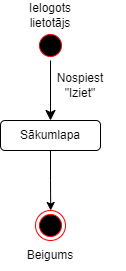 Ielogots
lietotājs
Nospiest
"Iziet"
Sākumlapa
Beigums